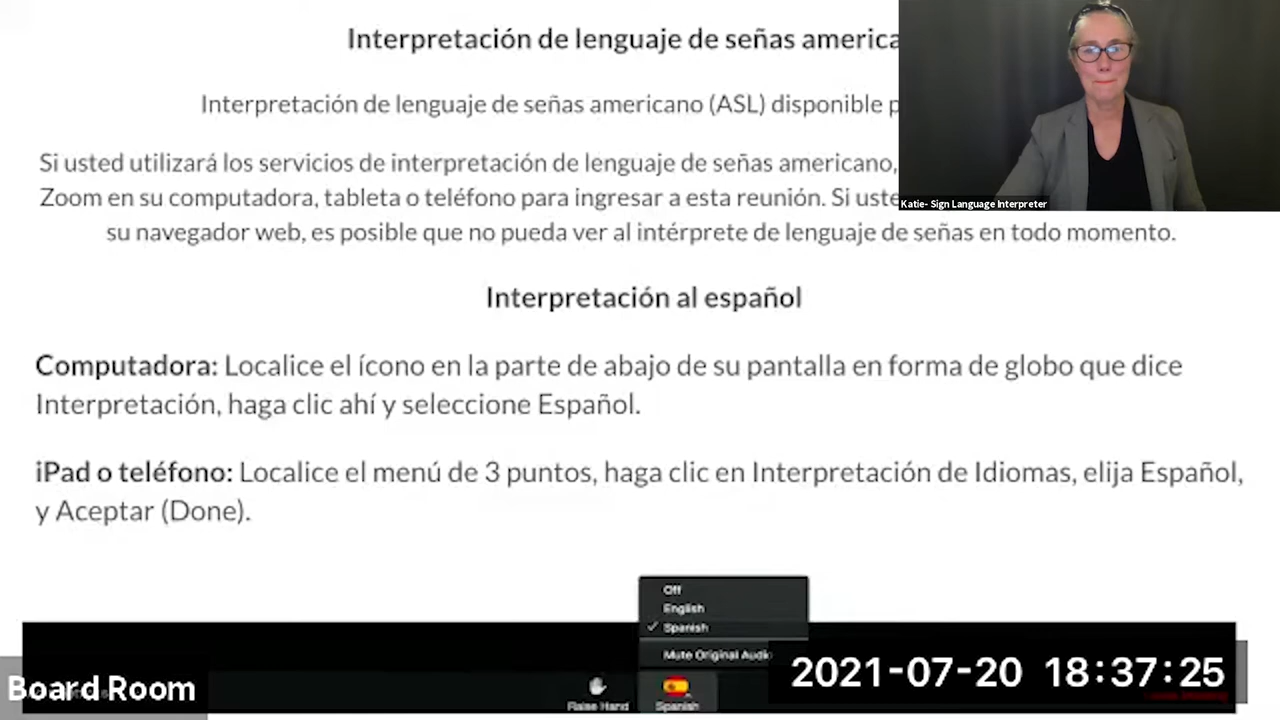 Interpretación de lenguaje de señas america
Interpretación de lenguaje de señas americano (ASL) disponible p
Si usted utilizará los servicios de interpretación de lenguaje de señas americano,
Zoom en su computadora, tableta o teléfono para ingresar a esta reunión. Si uste
Katie- Sign Language Interpreter
su navegador web, es posible que no pueda ver al intérprete de lenguaje de señas en todo momento.
Interpretación al español
Computadora: Localice el ícono en la parte de abajo de su pantalla en forma de globo que dice
Interpretación, haga clic ahí y seleccione Español.
iPad o teléfono: Localice el menú de 3 puntos, haga clic en Interpretación de Idiomas, elija Español,
y Aceptar (Done).
Off
English
Spanish
Mute Original Audio
2021-07-20 18:37:25
Board Room
Raise Hand
Spanish